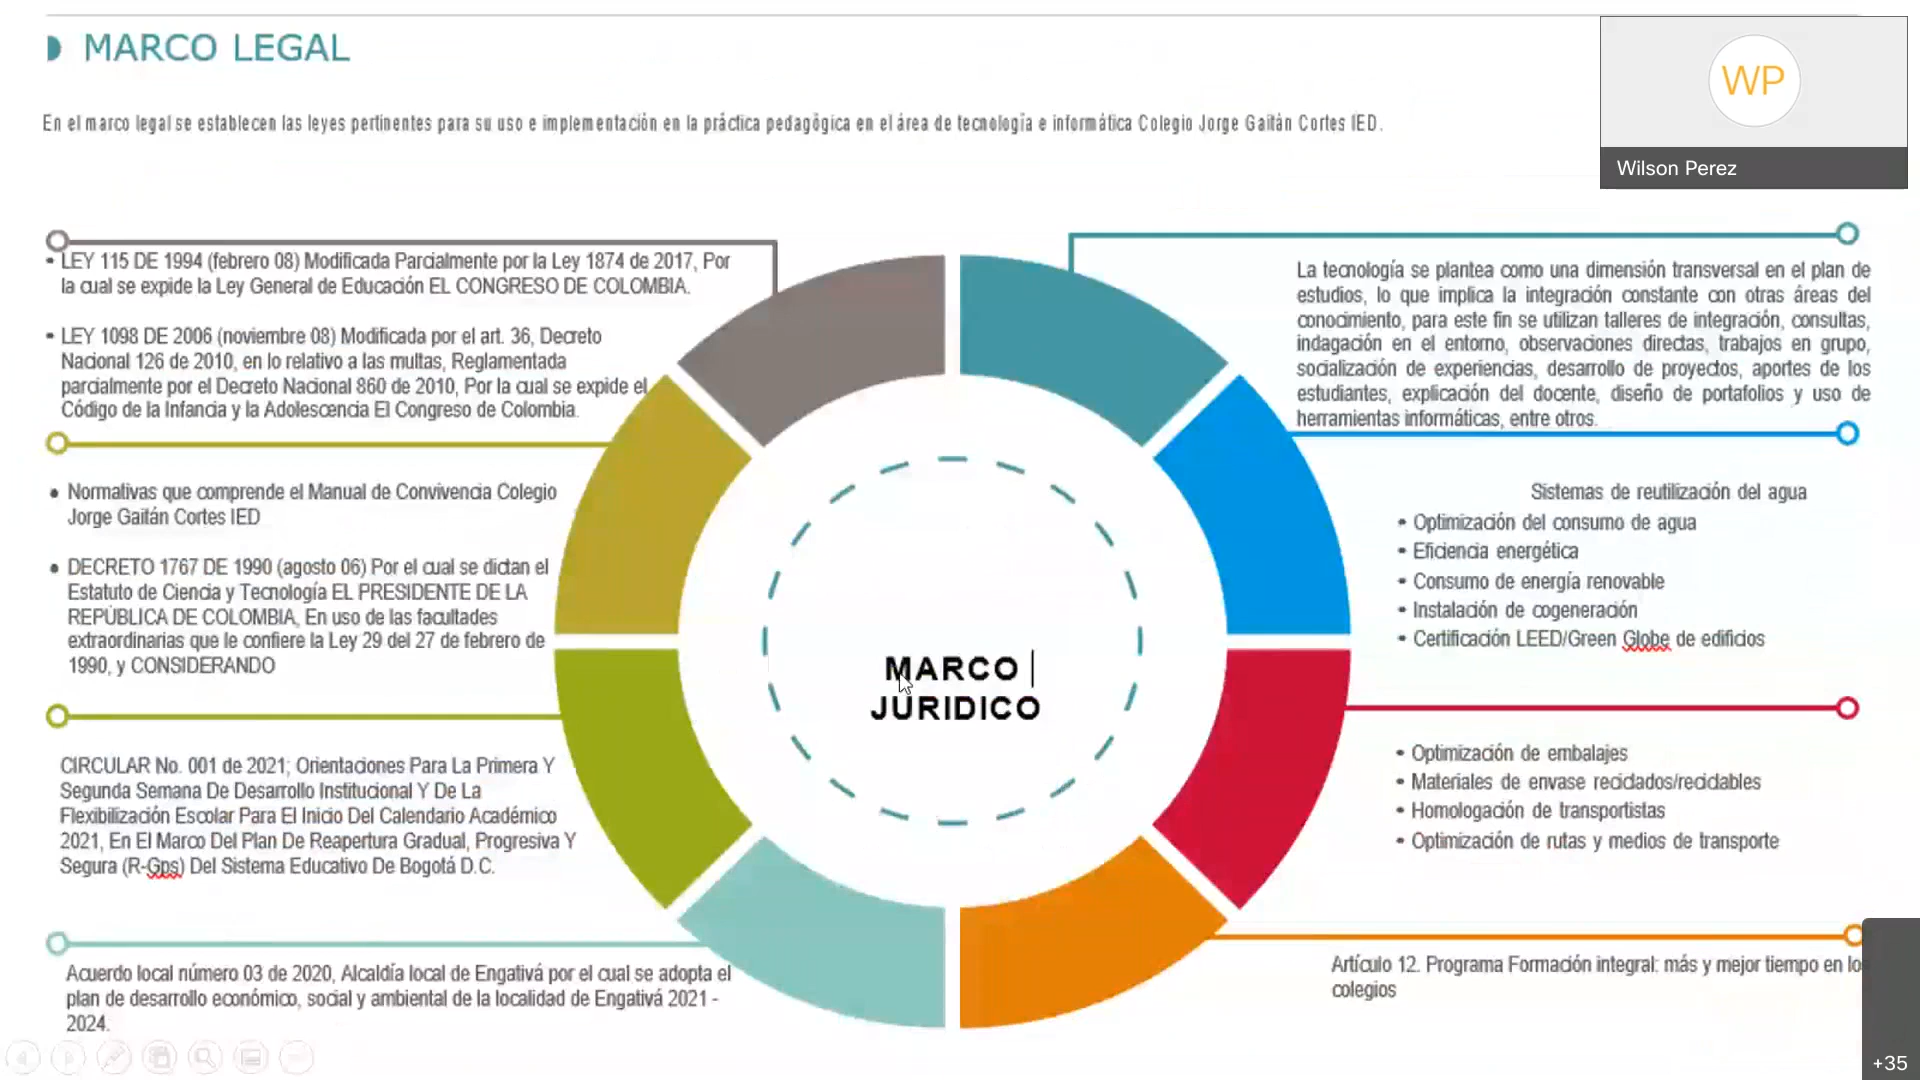 MARCO LEGAL
En el marco legal se establecen las leyes pertinentes para su uso e implementación en la práctica pedagógica en el área de tecnología e informática Colegio Jorge Gaitán Cortes IED.
WP
Wilson Perez
• LEY 115 DE 1994 (febrero 08) Modificada Parcialmente por la Ley 1874 de 2017, Por
la cual se expide la Ley General de Educación EL CONGRESO DE COLOMBIA.
• LEY 1098 DE 2006 (noviembre 08) Modificada por el art. 36, Decreto
Nacional 126 de 2010, en lo relativo a las multas, Reglamentada
parcialmente por el Decreto Nacional 860 de 2010, Por la cual se expide el
Código de la Infancia y la Adolescencia El Congreso de Colombia.
• Normativas que comprende el Manual de Convivencia Colegio
Jorge Gaitán Cortes IED
• DECRETO 1767 DE 1990 (agosto 06) Por el cual se dictan el
Estatuto de Ciencia y Tecnología EL PRESIDENTE DE LA
REPÚBLICA DE COLOMBIA, En uso de las facultades
extraordinarias que le confiere la Ley 29 del 27 de febrero de
1990, y CONSIDERANDO
CIRCULAR No. 001 de 2021; Orientaciones Para La Primera Y
Segunda Semana De Desarrollo Institucional Y De La
Flexibilización Escolar Para El Inicio Del Calendario Académico
2021, En El Marco Del Plan De Reapertura Gradual, Progresiva Y
Segura (R-Gps) Del Sistema Educativo De Bogotá D.C.
Acuerdo local número 03 de 2020, Alcaldía local de Engativá por el cual se adopta el
plan de desarrollo económico, social y ambiental de la localidad de Engativá 2021 -
2024.
MARCO
JURIDICO
La tecnología se plantea como una dimensión transversal en el plan de
estudios, lo que implica la integración constante con otras áreas del
conocimiento, para este fin se utilizan talleres de integración, consultas,
indagación en el entorno, observaciones directas, trabajos en grupo,
socialización de experiencias, desarrollo de proyectos, aportes de los
estudiantes, explicación del docente, diseño de portafolios y uso de
herramientas informáticas, entre otros.
Sistemas de reutilización del agua
• Optimización del consumo de agua
• Eficiencia energética
• Consumo de energía renovable
• Instalación de cogeneración
• Certificación LEED/Green Globe de edificios
• Optimización de embalajes
• Materiales de envase reciclados/reciclables
• Homologación de transportistas
• Optimización de rutas y medios de transporte
Artículo 12. Programa Formación integral: más y mejor tiempo en los
colegios
+35